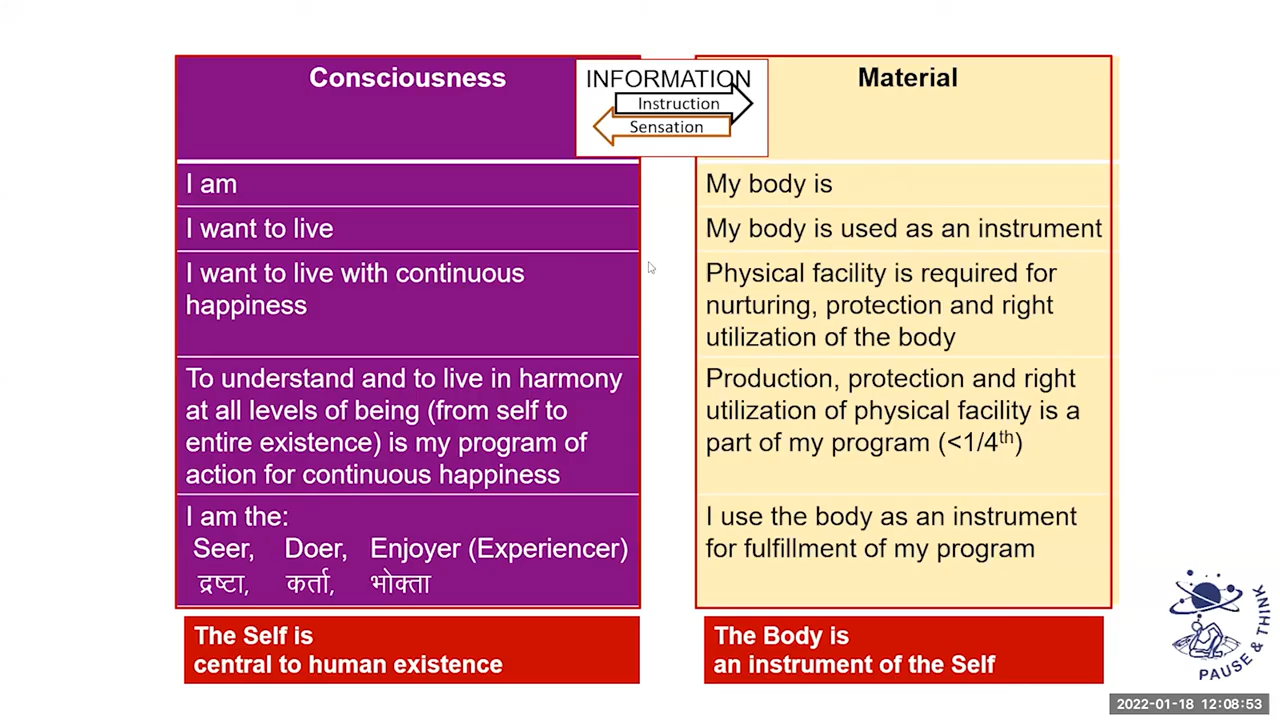 Consciousness
INFORMATION
Instruction
Sensation
Material
I am
My body is
I want to live
My body is used as an instrument
I want to live with continuous
happiness
Physical facility is required for
nurturing, protection and right
utilization of the body
To understand and to live in harmony
at all levels of being (from self to
entire existence) is my program of
action for continuous happiness
Production, protection and right
utilization of physical facility is a
part of my program (<1/4th)
I am the:
Seer, Doer, Enjoyer (Experiencer)
द्रष्टा, कर्ता, भोक्ता
I use the body as an instrument
for fulfillment of my program
The Self is
central to human existence
The Body is
an instrument of the Self
PAUSE & THINK
2022-01-18 12:08:53